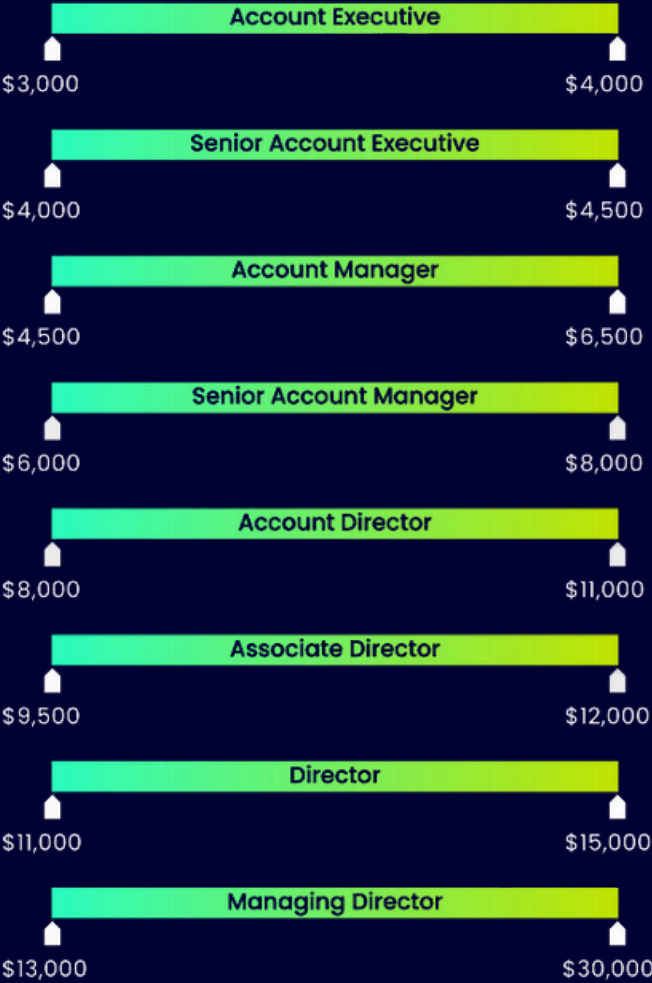 Account Executive
$3,000 $4,000
Senior Account Executive
$4,000 $4,500
Account Manager
$4,500 $6,500
Senior Account Manager
$6,000 $8,000
Account Director
$8,000 $11,000
Associate Director
$9,500 $12,000
Director
$11,000 $15,000
Managing Director
$13,000 $30,000